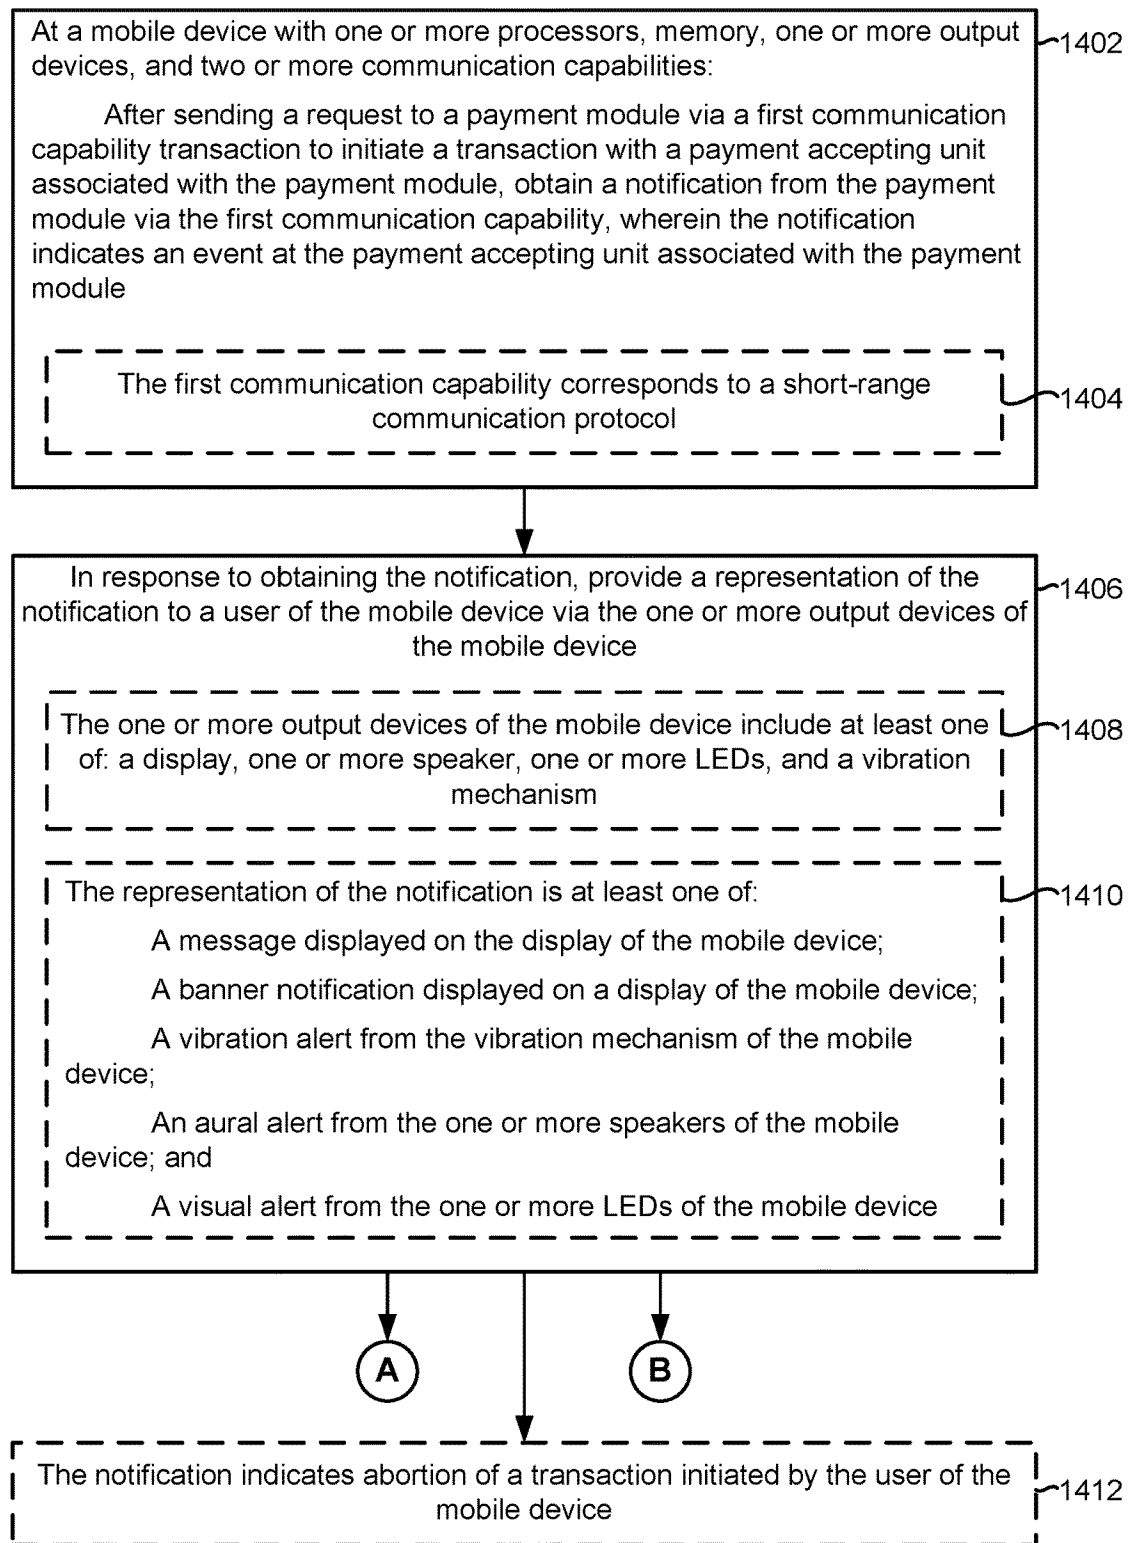 At a mobile device with one or more processors, memory, one or more output
devices, and two or more communication capabilities:
After sending a request to a payment module via a first communication
capability transaction to initiate a transaction with a payment accepting unit
associated with the payment module, obtain a notification from the payment
module via the first communication capability, wherein the notification
indicates an event at the payment accepting unit associated with the payment
module
1402
The first communication capability corresponds to a short-range
communication protocol
1404
In response to obtaining the notification, provide a representation of the
notification to a user of the mobile device via the one or more output devices of
the mobile device
1406
The one or more output devices of the mobile device include at least one
of: a display, one or more speaker, one or more LEDs, and a vibration
mechanism
1408
The representation of the notification is at least one of:
A message displayed on the display of the mobile device;
A banner notification displayed on a display of the mobile device;
A vibration alert from the vibration mechanism of the mobile
device;
An aural alert from the one or more speakers of the mobile
device; and
A visual alert from the one or more LEDs of the mobile device
1410
A
B
The notification indicates abortion of a transaction initiated by the user of the
mobile device
1412